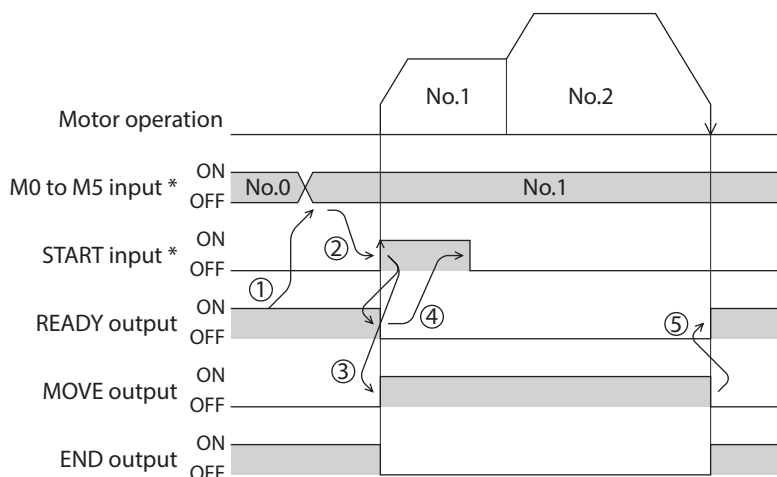 No.1
No.2
Motor operation
M0 to M5 input *
ON
OFF
No.0
No.1
START input *
ON
OFF
②
①
READY output
ON
OFF
④
⑤
③
MOVE output
ON
OFF
END output
ON
OFF